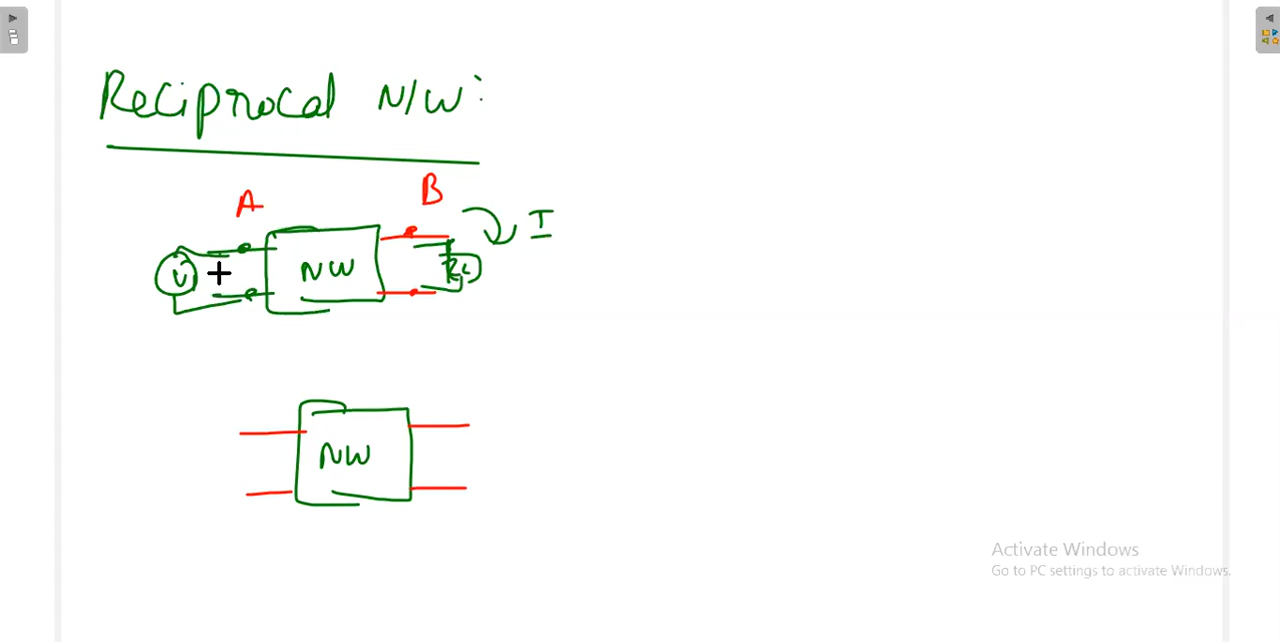 Reciprocal N/W:
A B
V NW RL I
NW
Activate Windows
Go to PC settings to activate Windows.